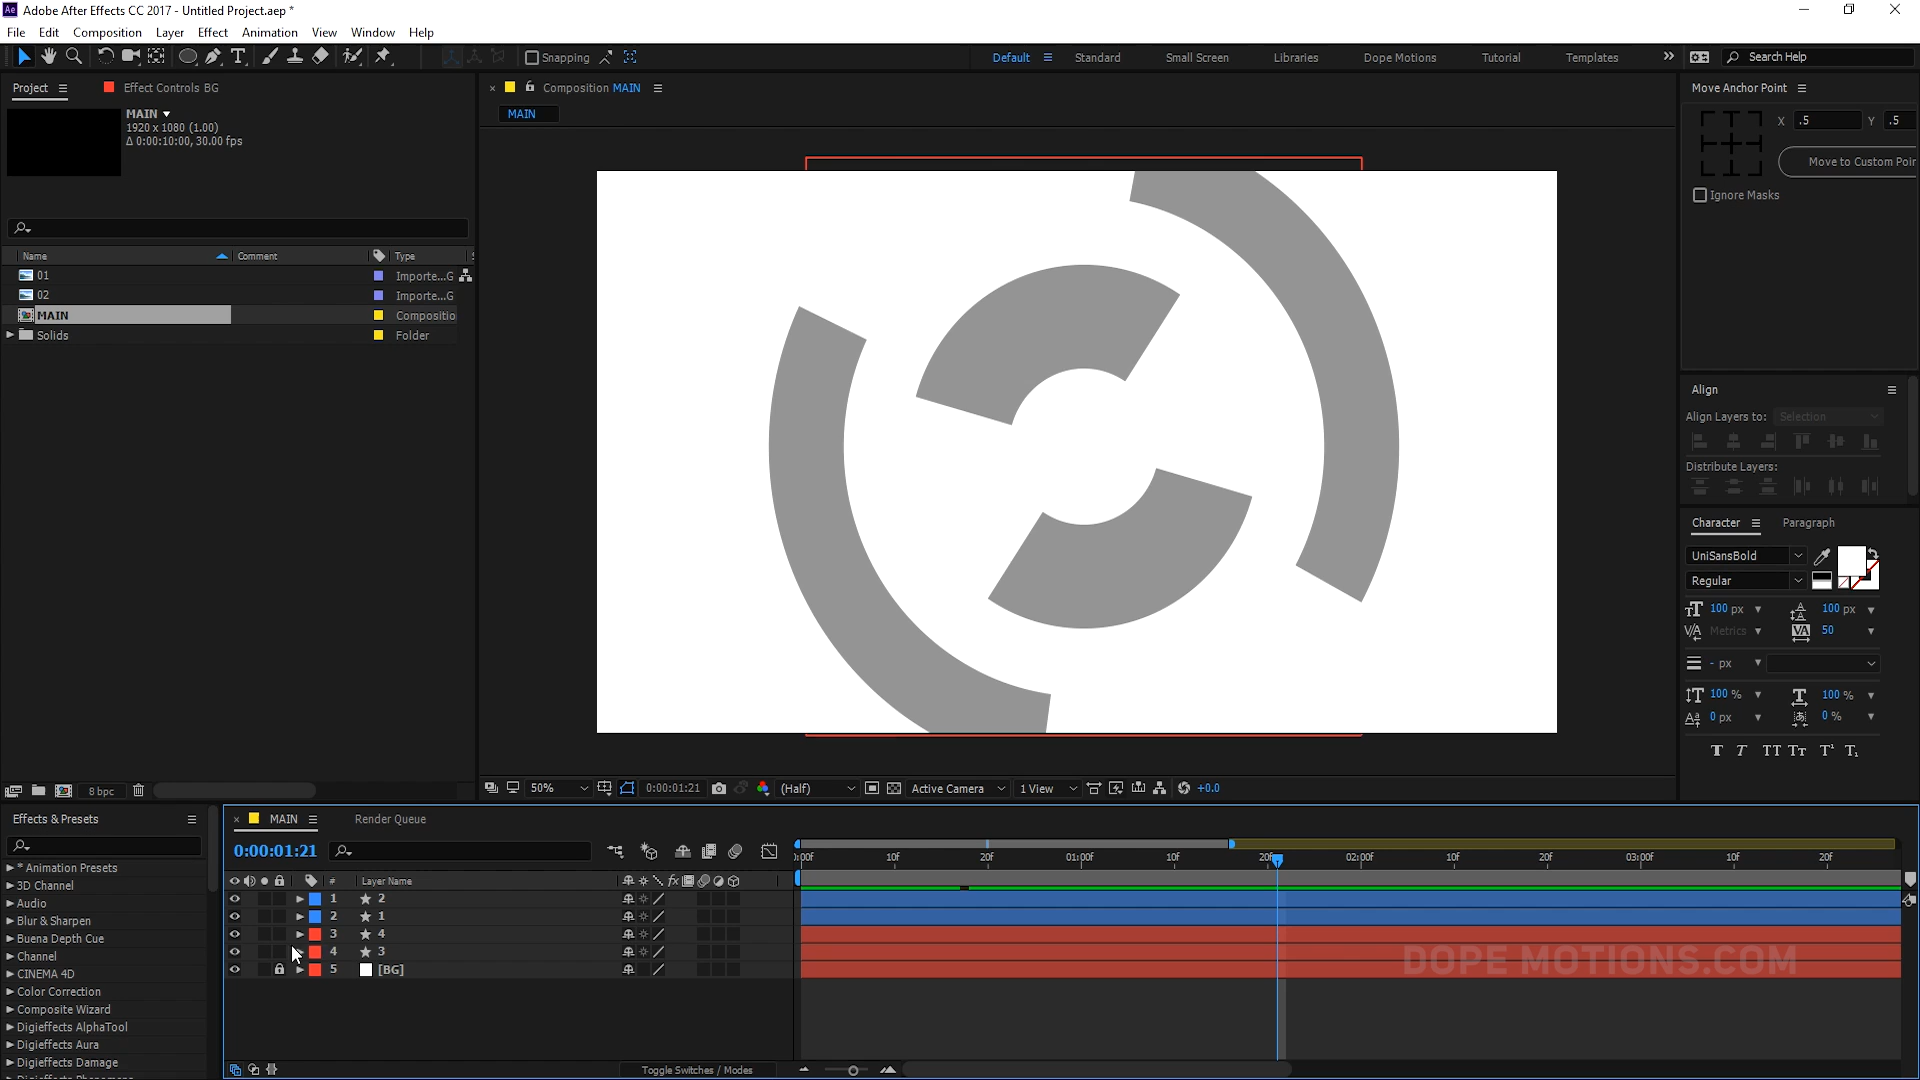 Ae Adobe After Effects CC 2017 - Untitled Project.aep *
File Edit Composition Layer Effect Animation View Window Help
Snapping Default Standard Small Screen Libraries Dope Motions Tutorial Templates Search Help
Project Effect Controls BG
MAIN
1920 x 1080 (1.00)
Δ 0:00:10:00, 30.00 fps
Name Comment Type
01 Importe...G
02 Importe...G
MAIN Compositio
Solids Folder
8 bpc
Composition MAIN
MAIN
50% 0:00:01:21 (Half) Active Camera 1 View +0.0
Move Anchor Point
X .5 Y .5
Move to Custom Poir
Ignore Masks
Align
Align Layers to: Selection
Distribute Layers:
Character Paragraph
UniSansBold
Regular
100 px 100 px
Metrics 50
- px
100 % 100 %
0 px 0 %
Effects & Presets
* Animation Presets
3D Channel
Audio
Blur & Sharpen
Buena Depth Cue
Channel
CINEMA 4D
Color Correction
Composite Wizard
Digieffects AlphaTool
Digieffects Aura
Digieffects Damage
MAIN Render Queue
0:00:01:21
:00f 10f 20f 01:00f 10f 20f 02:00f 10f 20f 03:00f 10f 20f
# Layer Name
1 2
2 1
3 4
4 3
5 [BG]
DOPE MOTIONS.COM
Toggle Switches / Modes